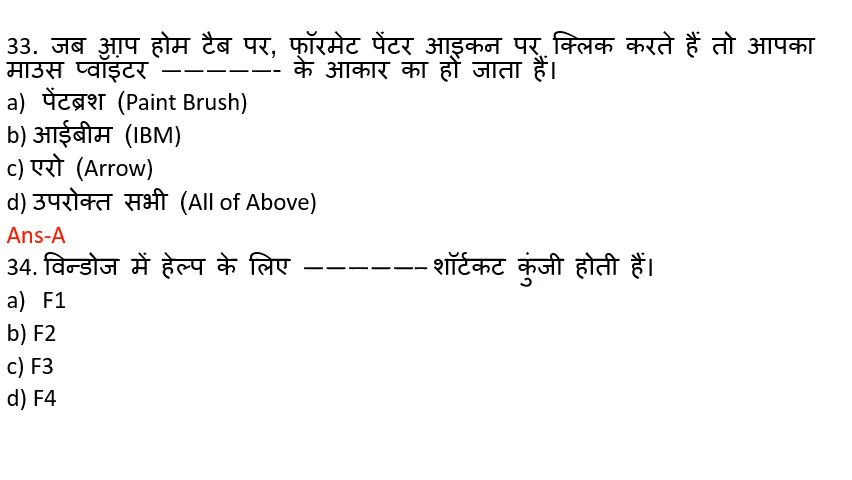 33. जब आप होम टैब पर, फॉरमेट पेंटर आइकन पर क्लिक करते हैं तो आपका
माउस प्वॉइंटर —————- के आकार का हो जाता हैं।
a) पेंटब्रश (Paint Brush)
b) आईबीम (IBM)
c) एरो (Arrow)
d) उपरोक्त सभी (All of Above)
Ans-A
34. विन्डोज में हेल्प के लिए —————– शॉर्टकट कुंजी होती हैं।
a) F1
b) F2
c) F3
d) F4